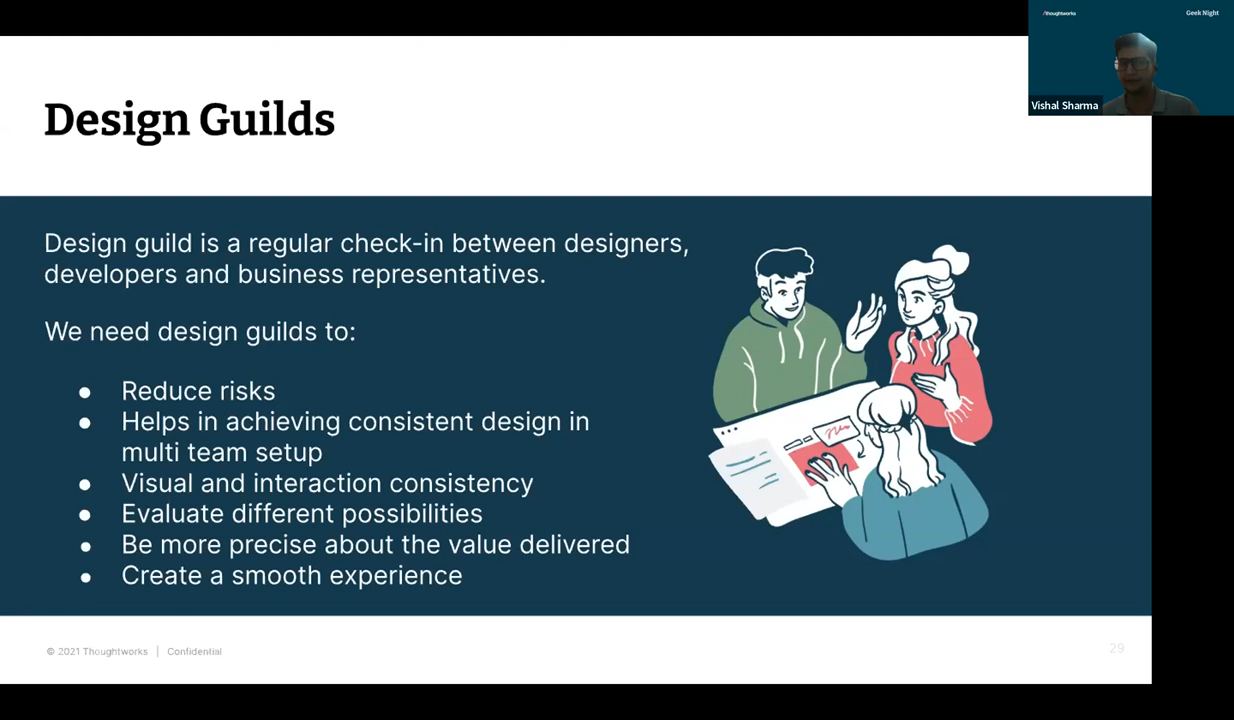 /thoughtworks
Geek Night
Vishal Sharma
Design Guilds
Design guild is a regular check-in between designers,
developers and business representatives.
We need design guilds to:
● Reduce risks
● Helps in achieving consistent design in
multi team setup
● Visual and interaction consistency
● Evaluate different possibilities
● Be more precise about the value delivered
● Create a smooth experience
© 2021 Thoughtworks | Confidential
29